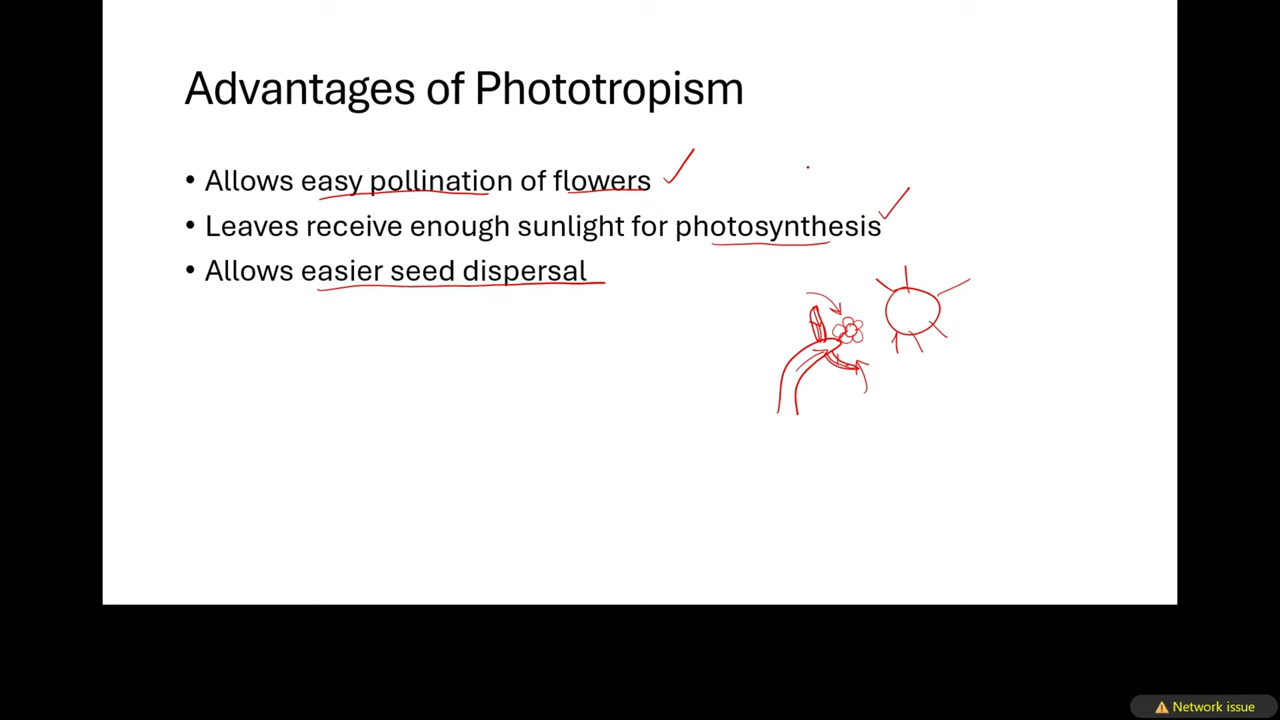 Advantages of Phototropism
• Allows easy pollination of flowers
• Leaves receive enough sunlight for photosynthesis
• Allows easier seed dispersal
Network issue